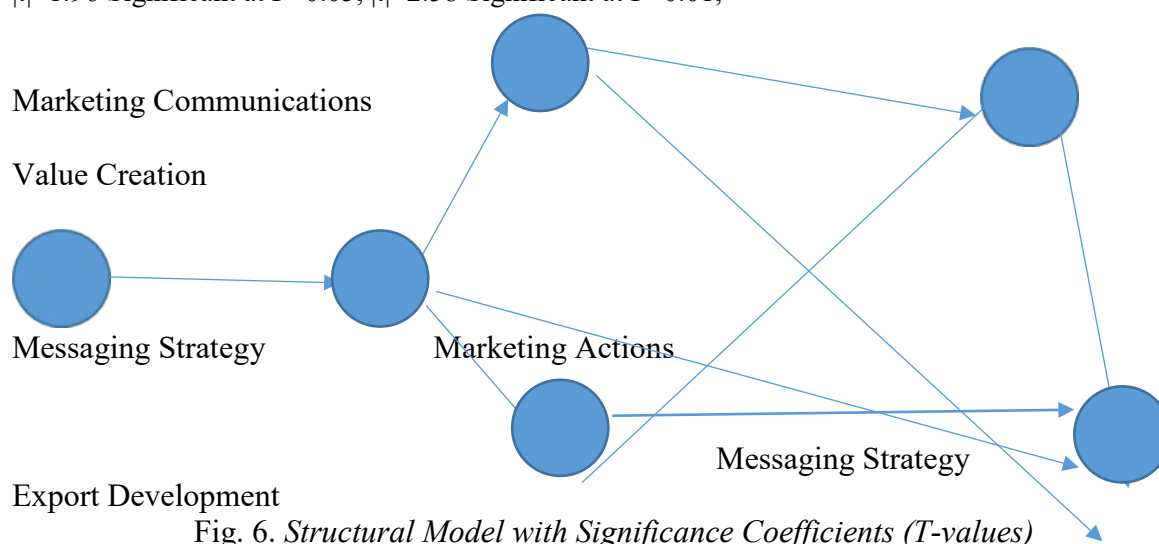 Marketing Communications
Value Creation
Messaging Strategy
Marketing Actions
Messaging Strategy
Export Development
Fig. 6. Structural Model with Significance Coefficients (T-values)